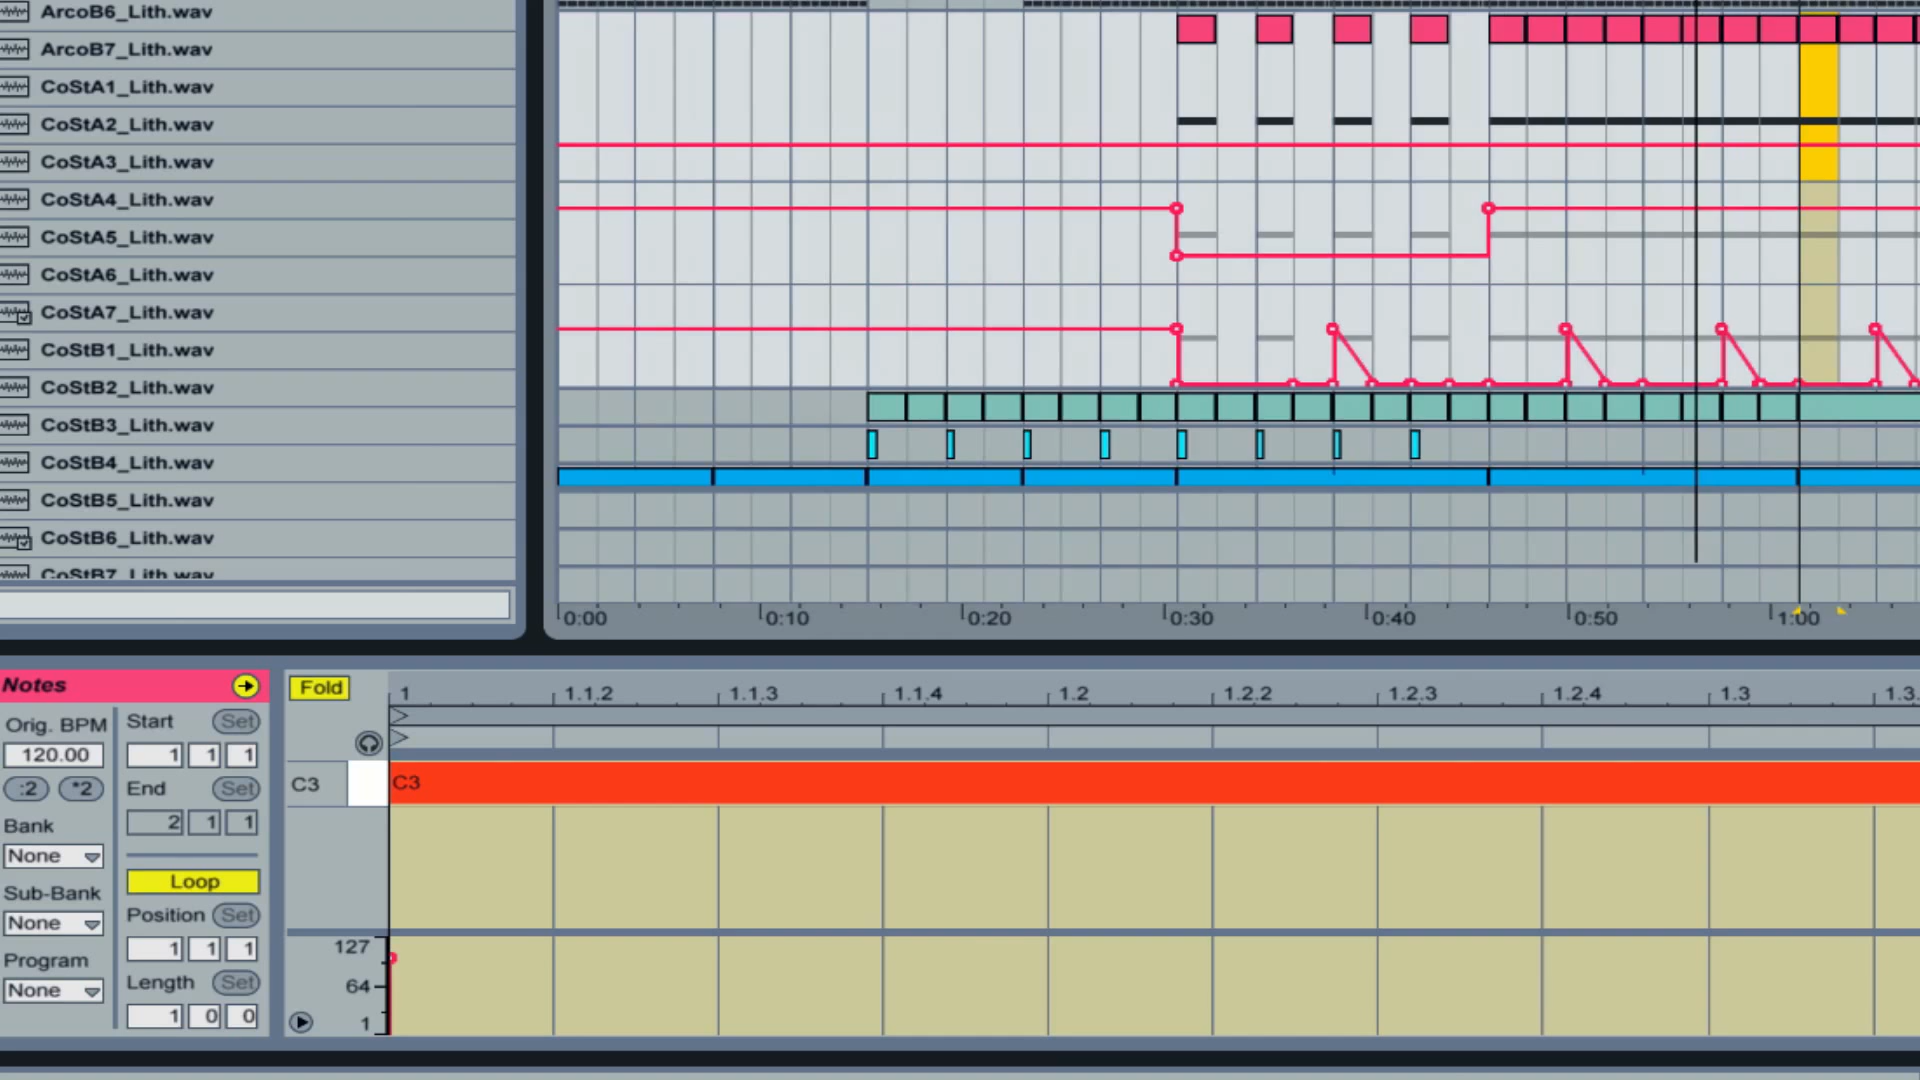 ArcoB6_Lith.wav
ArcoB7_Lith.wav
CoStA1_Lith.wav
CoStA2_Lith.wav
CoStA3_Lith.wav
CoStA4_Lith.wav
CoStA5_Lith.wav
CoStA6_Lith.wav
CoStA7_Lith.wav
CoStB1_Lith.wav
CoStB2_Lith.wav
CoStB3_Lith.wav
CoStB4_Lith.wav
CoStB5_Lith.wav
CoStB6_Lith.wav
CoStB7_Lith.wav
0:00 0:10 0:20 0:30 0:40 0:50 1:00
Notes
Orig. BPM
120.00
:2 *2
Bank
None
Sub-Bank
None
Program
None
Start Set
1 1 1
End Set
2 1 1
Loop
Position Set
1 1 1
Length Set
1 0 0
Fold
1 1.1.2 1.1.3 1.1.4 1.2 1.2.2 1.2.3 1.2.4 1.3 1.3.
C3 C3
127
64
1